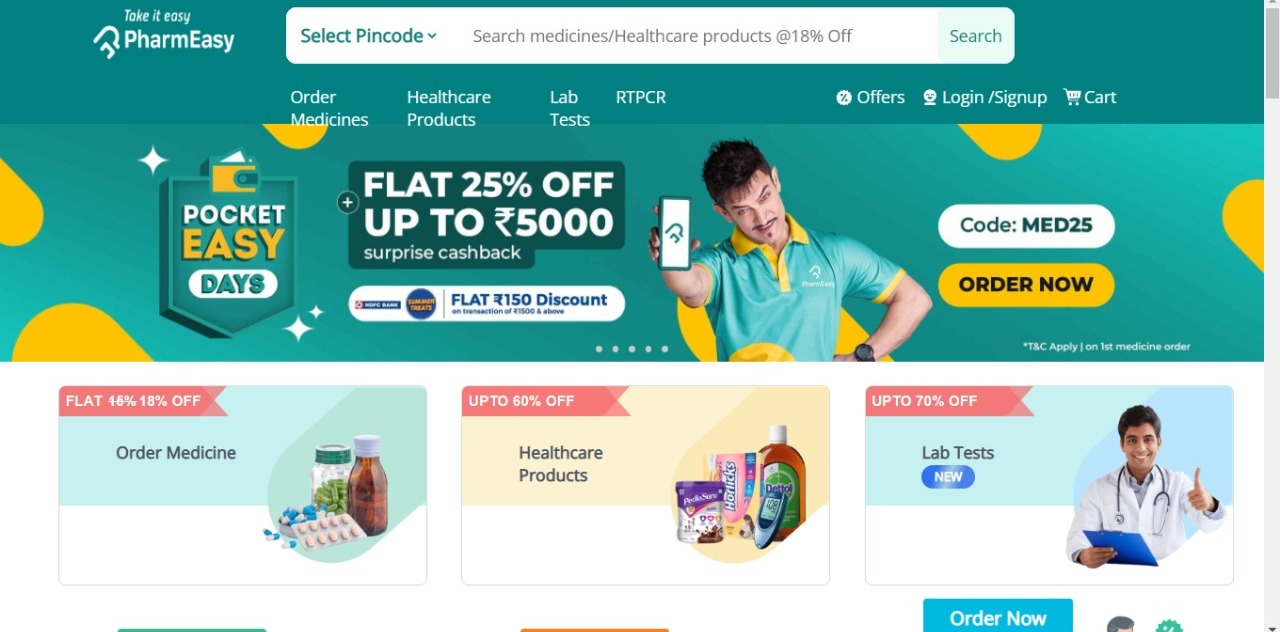 Take it easy
PharmEasy
Select Pincode
Search medicines/Healthcare products @18% Off
Search
Order Medicines
Healthcare Products
Lab Tests
RTPCR
Offers
Login /Signup
Cart
POCKET
EASY
DAYS
+
FLAT 25% OFF
UP TO ₹5000
surprise cashback
HDFC BANK
SUMMER
TREATS
FLAT ₹150 Discount
on transaction of ₹1500 & above
PharmEasy
Code: MED25
ORDER NOW
*T&C Apply | on 1st medicine order
FLAT 15% 18% OFF
Order Medicine
UPTO 60% OFF
Healthcare
Products
PediaSure
Horlicks
Dettol
108
UPTO 70% OFF
Lab Tests
NEW
Order Now